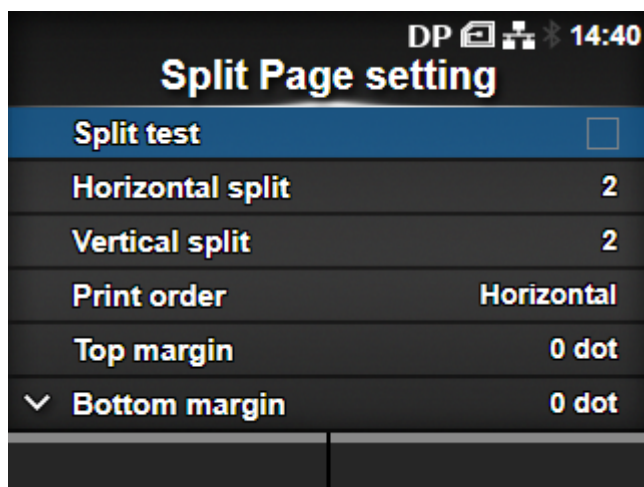 DP 14:40
Split Page setting
Split test
Horizontal split 2
Vertical split 2
Print order Horizontal
Top margin 0 dot
Bottom margin 0 dot